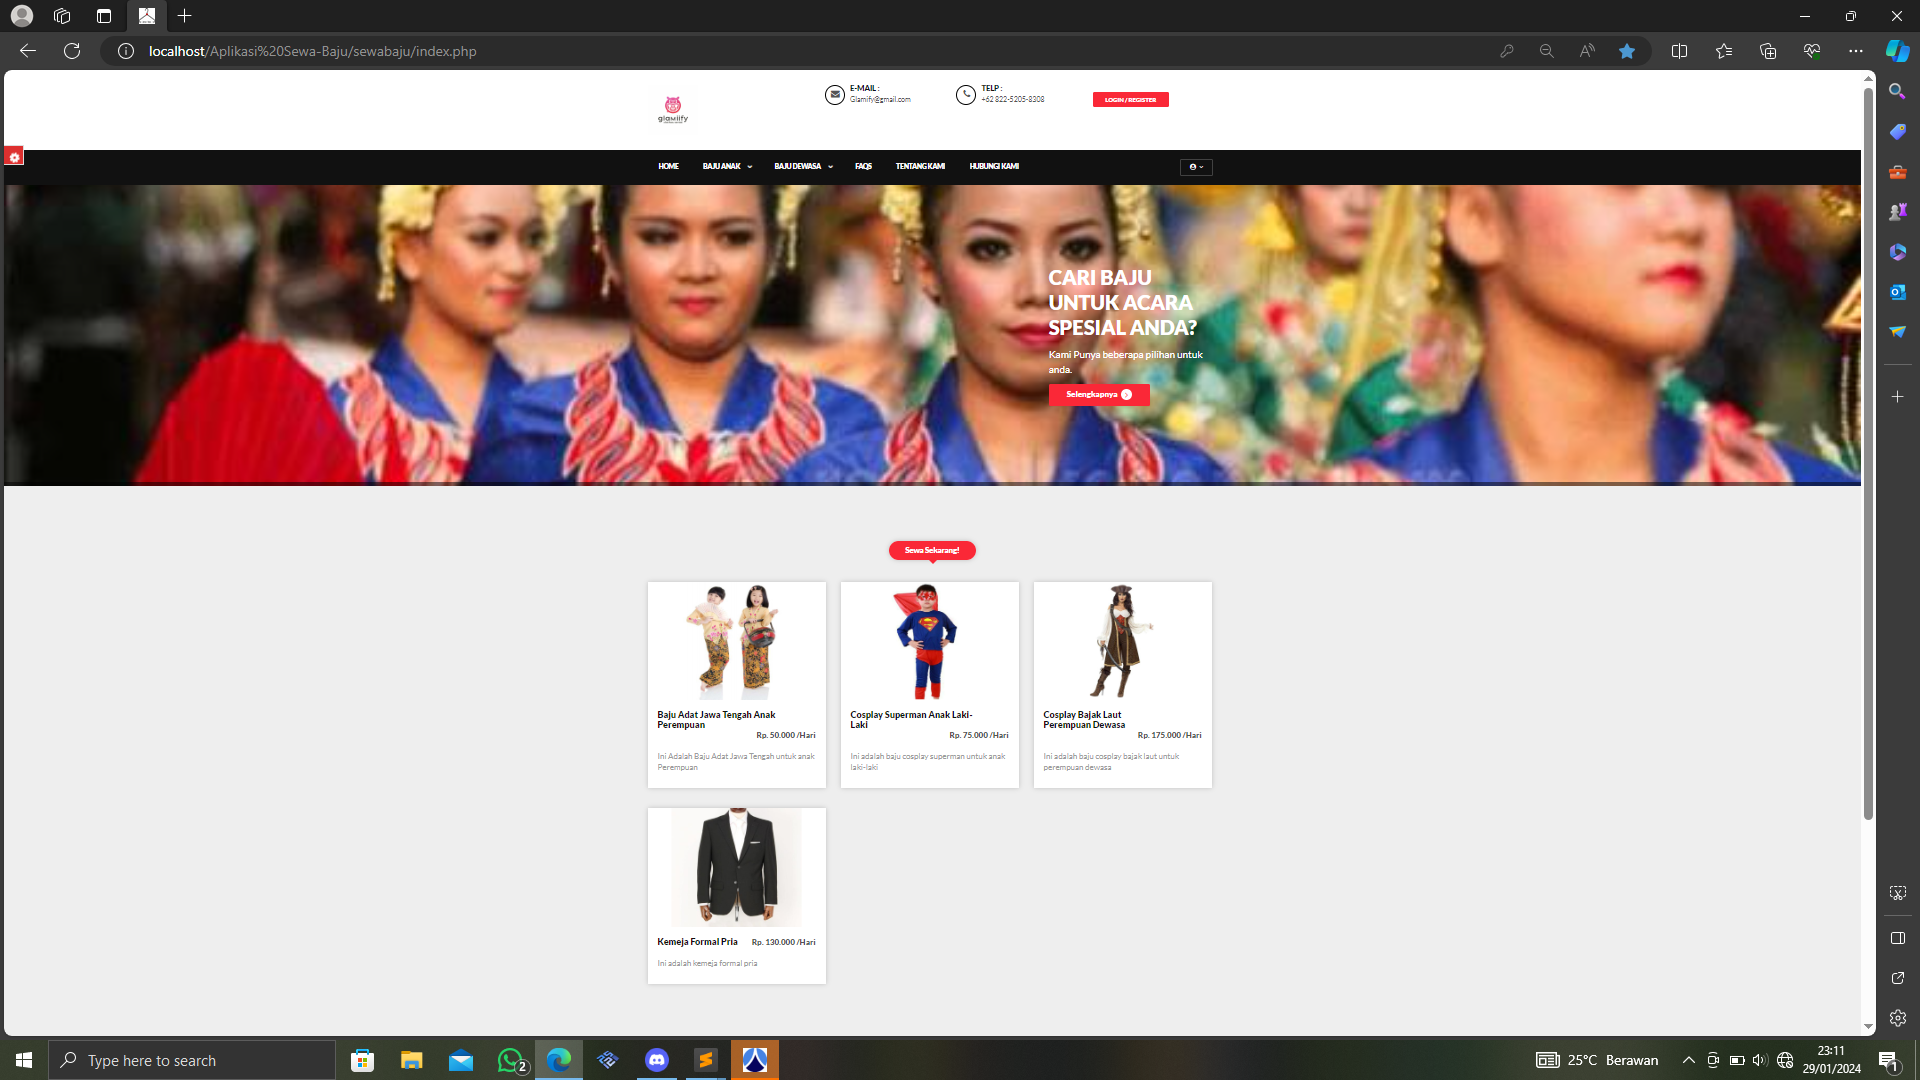 localhost/Aplikasi%20Sewa-Baju/sewabaju/index.php
glamlify
E-MAIL :
Glamify@gmail.com
TELP :
+62 822-5205-8308
LOGIN / REGISTER
HOME
BAJU ANAK
BAJU DEWASA
FAQS
TENTANG KAMI
HUBUNGI KAMI
CARI BAJU
UNTUK ACARA
SPESIAL ANDA?
Kami Punya beberapa pilihan untuk
anda.
Selengkapnya
Sewa Sekarang!
Baju Adat Jawa Tengah Anak
Perempuan
Rp. 50.000 /Hari
Ini Adalah Baju Adat Jawa Tengah untuk anak
Perempuan
Cosplay Superman Anak Laki-
Laki
Rp. 75.000 /Hari
Ini adalah baju cosplay superman untuk anak
laki-laki
Cosplay Bajak Laut
Perempuan Dewasa
Rp. 175.000 /Hari
Ini adalah baju cosplay bajak laut untuk
perempuan dewasa
Kemeja Formal Pria Rp. 130.000 /Hari
Ini adalah kemeja formal pria
Type here to search
2
25°C Berawan
23:11
29/01/2024
1